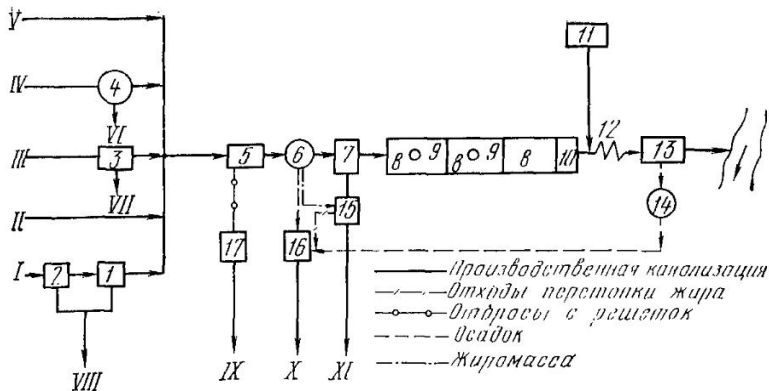 V
11
IV 4
12
VI
III 3 5 6 7 8 9 8 9 8 10 13
VII
14
II 15
17 16
I 2 1
Производственная канолизация
Отходы перетопки жира
Отбросы с решеток
Осадок
Жиромасса
VIII IX X XI